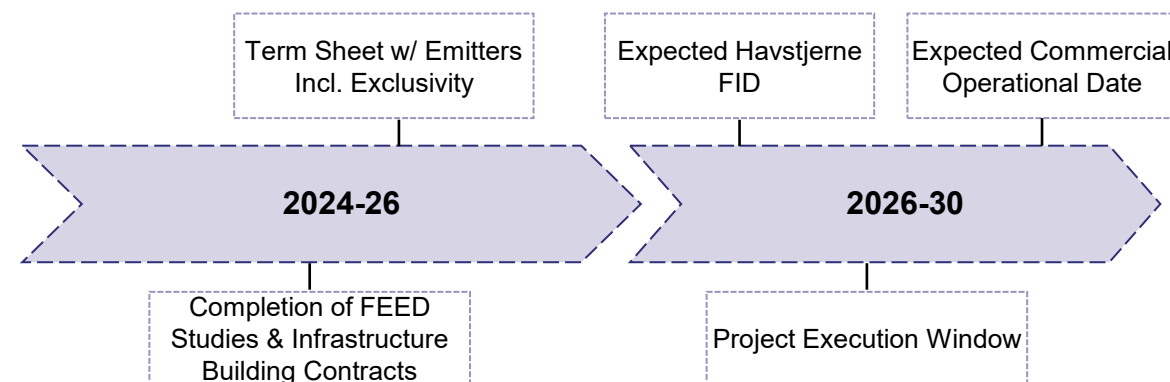 Term Sheet w/ Emitters
Incl. Exclusivity
Expected Havstjerne
FID
Expected Commercial
Operational Date
2024-26
2026-30
Completion of FEED
Studies & Infrastructure
Building Contracts
Project Execution Window